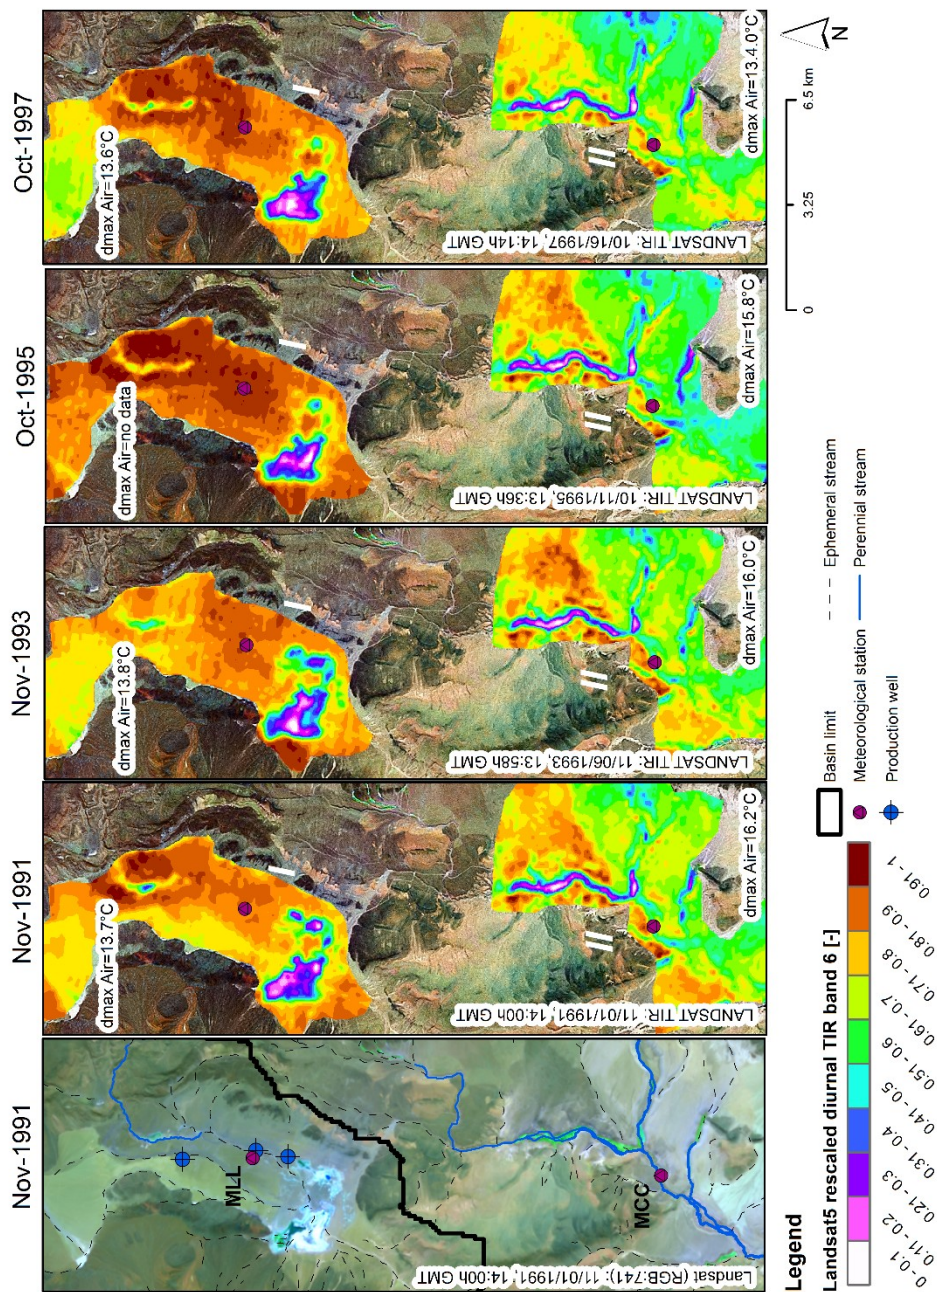 Nov-1991
MLL
MCC
Landsat (RGB:741): 11/01/1991, 14:00h GMT
Nov-1991
dmax Air=13.7°C
LANDSAT TIR: 11/01/1991, 14:00h GMT
dmax Air=16.2°C
Nov-1993
dmax Air=13.8°C
LANDSAT TIR: 11/06/1993, 13:58h GMT
dmax Air=16.0°C
Oct-1995
dmax Air=no data
LANDSAT TIR: 10/11/1995, 13:36h GMT
dmax Air=15.8°C
Oct-1997
dmax Air=13.6°C
LANDSAT TIR: 10/16/1997, 14:14h GMT
dmax Air=13.4.0°C
Legend
Landsat5 rescaled diurnal TIR band 6 [-]
0 - 0.1
0.11 - 0.2
0.21 - 0.3
0.31 - 0.4
0.41 - 0.5
0.51 - 0.6
0.61 - 0.7
0.71 - 0.8
0.81 - 0.9
0.91 - 1
Basin limit
Meteorological station
Production well
Ephemeral stream
Perennial stream
0
3.25
6.5 km
N